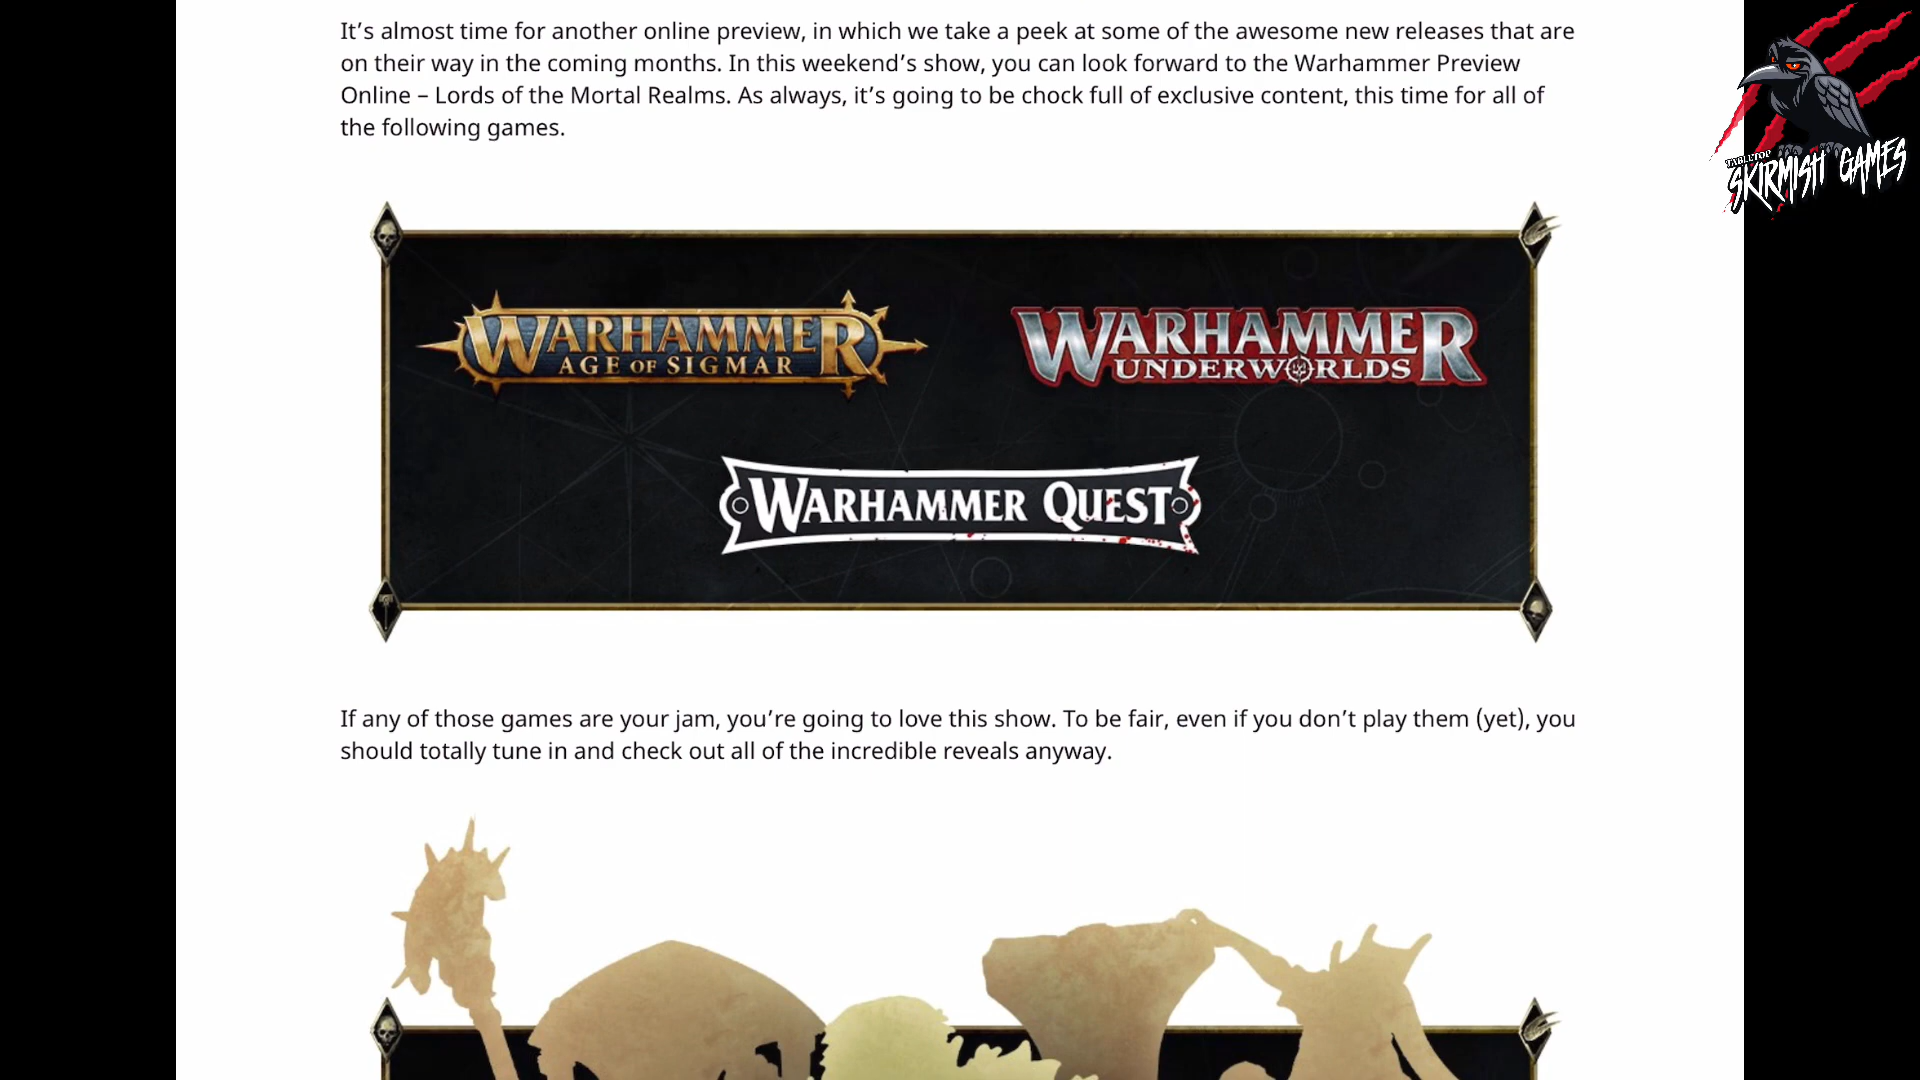 It’s almost time for another online preview, in which we take a peek at some of the awesome new releases that are
on their way in the coming months. In this weekend’s show, you can look forward to the Warhammer Preview
Online – Lords of the Mortal Realms. As always, it’s going to be chock full of exclusive content, this time for all of
the following games.
TABLETOP
SKIRMISH GAMES
WARHAMMER
AGE OF SIGMAR
WARHAMMER
UNDERWORLDS
WARHAMMER QUEST
If any of those games are your jam, you’re going to love this show. To be fair, even if you don’t play them (yet), you
should totally tune in and check out all of the incredible reveals anyway.